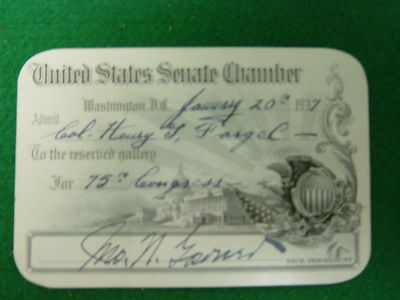 United States Senate Chamber
Washington, D.C. January 20th 1937
Admit
Col. Henry
To the reserved gallery
For 75th Congress
Jno. N. Garner
VICE PRESIDENT